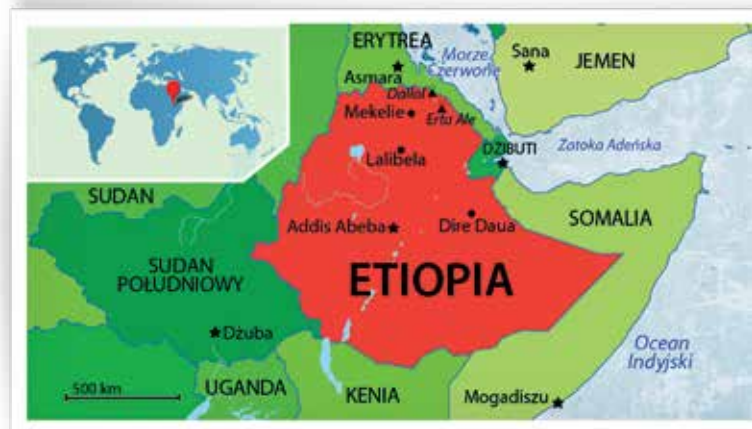 ERYTREA
Morze
Czerwone
Sana
JEMEN
Asmara
Dallol
Mekelie
Erta Ale
DŻIBUTI
Zatoka Adeńska
Lalibela
SUDAN
SOMALIA
Addis Abeba
Dire Daua
SUDAN
POŁUDNIOWY
ETIOPIA
Dżuba
Ocean
Indyjski
500 km
UGANDA
KENIA
Mogadiszu